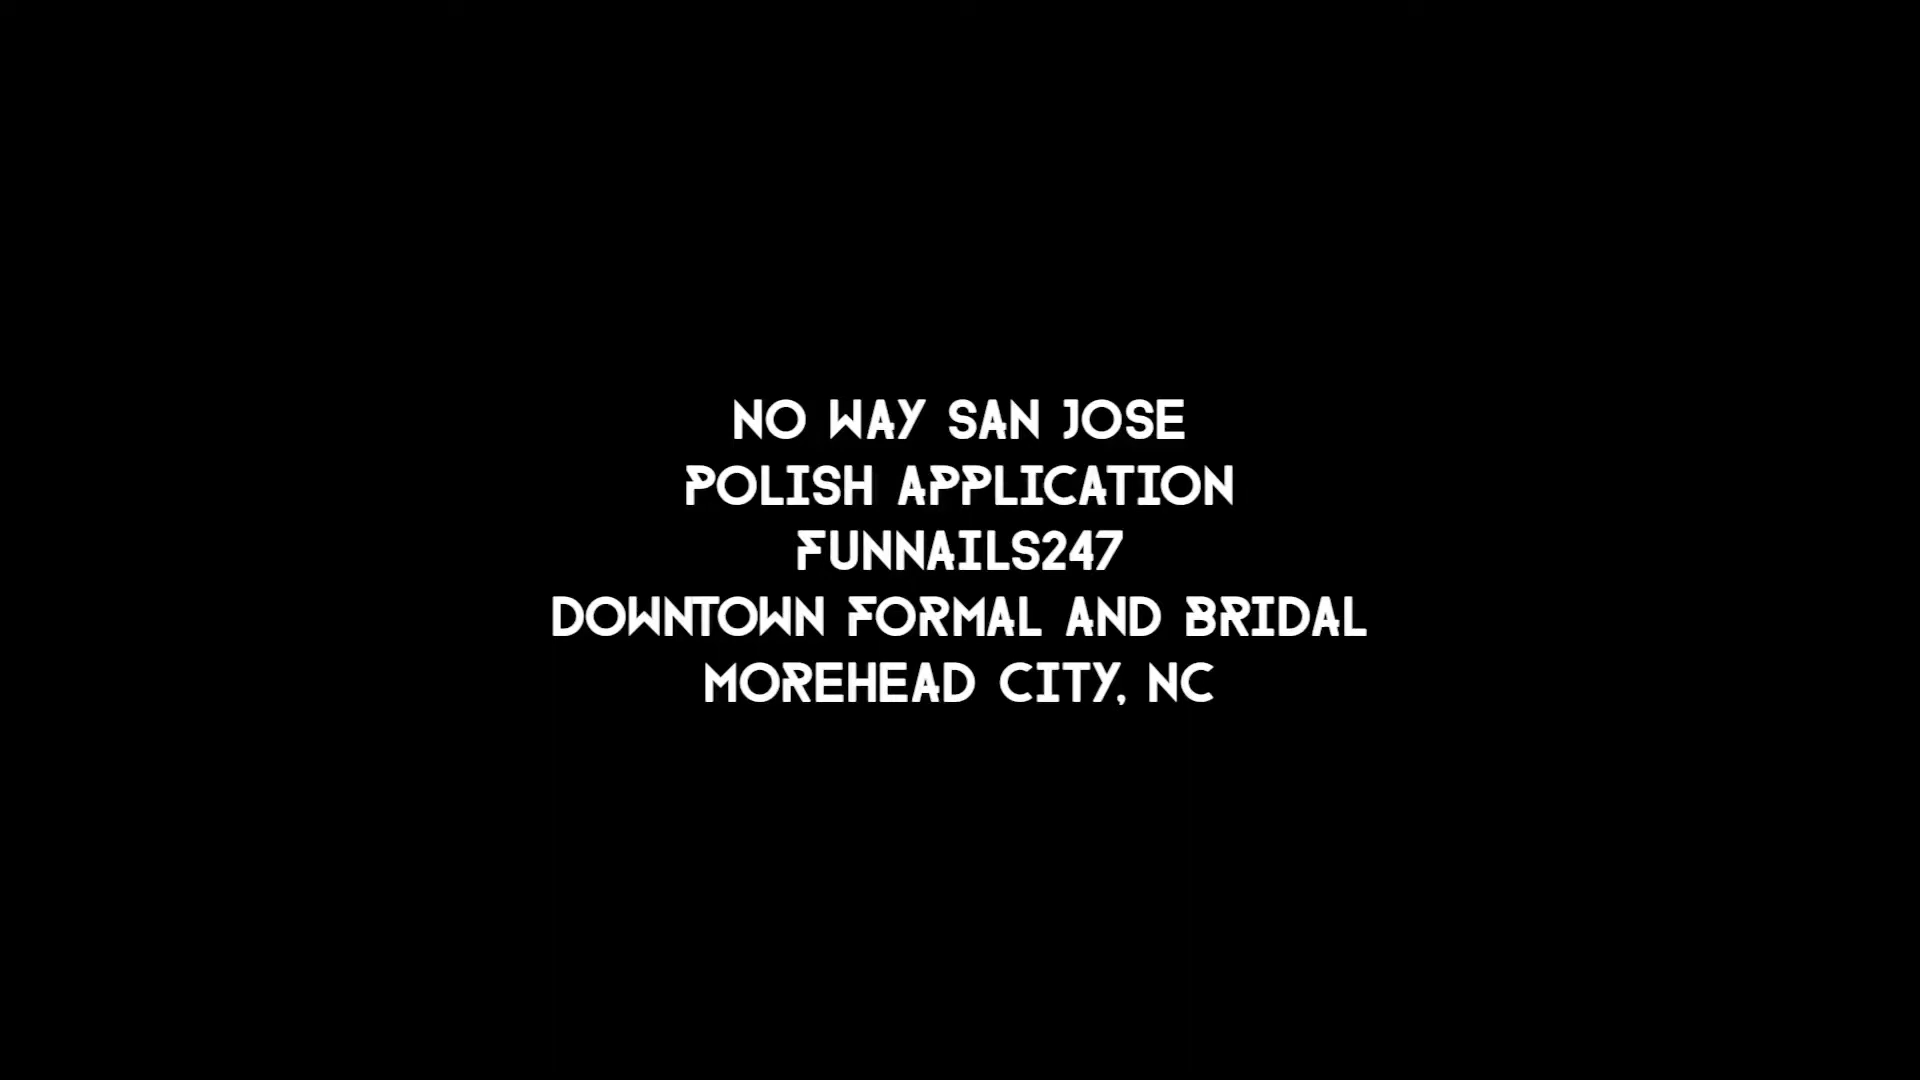 NO WAY SAN JOSE
POLISH APPLICATION
FUNNAILS247
DOWNTOWN FORMAL AND BRIDAL
MOREHEAD CITY, NC